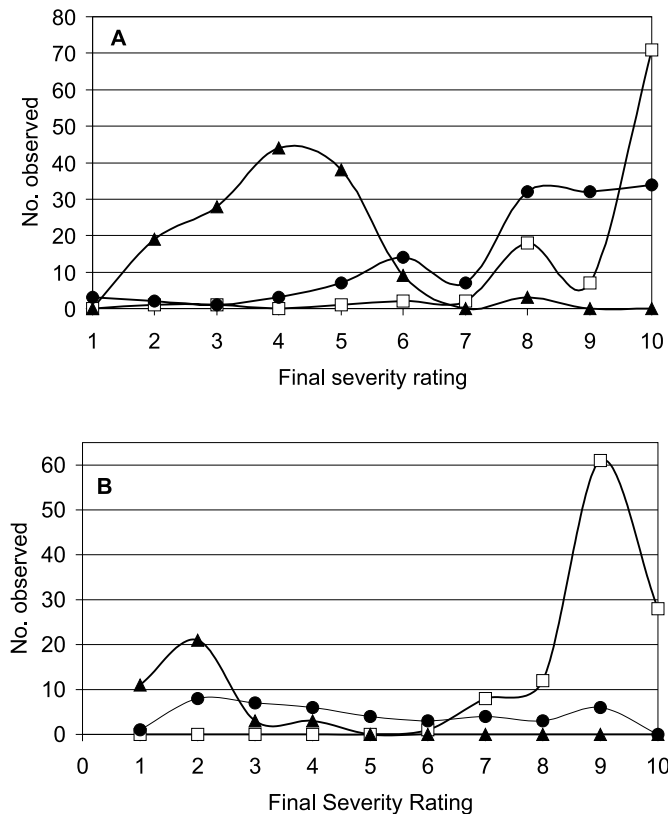 80
A
70
60
50
40
30
20
10
0
No. observed
1 2 3 4 5 6 7 8 9 10
Final severity rating
B
60
50
40
30
20
10
0
No. observed
0 1 2 3 4 5 6 7 8 9 10
Final Severity Rating